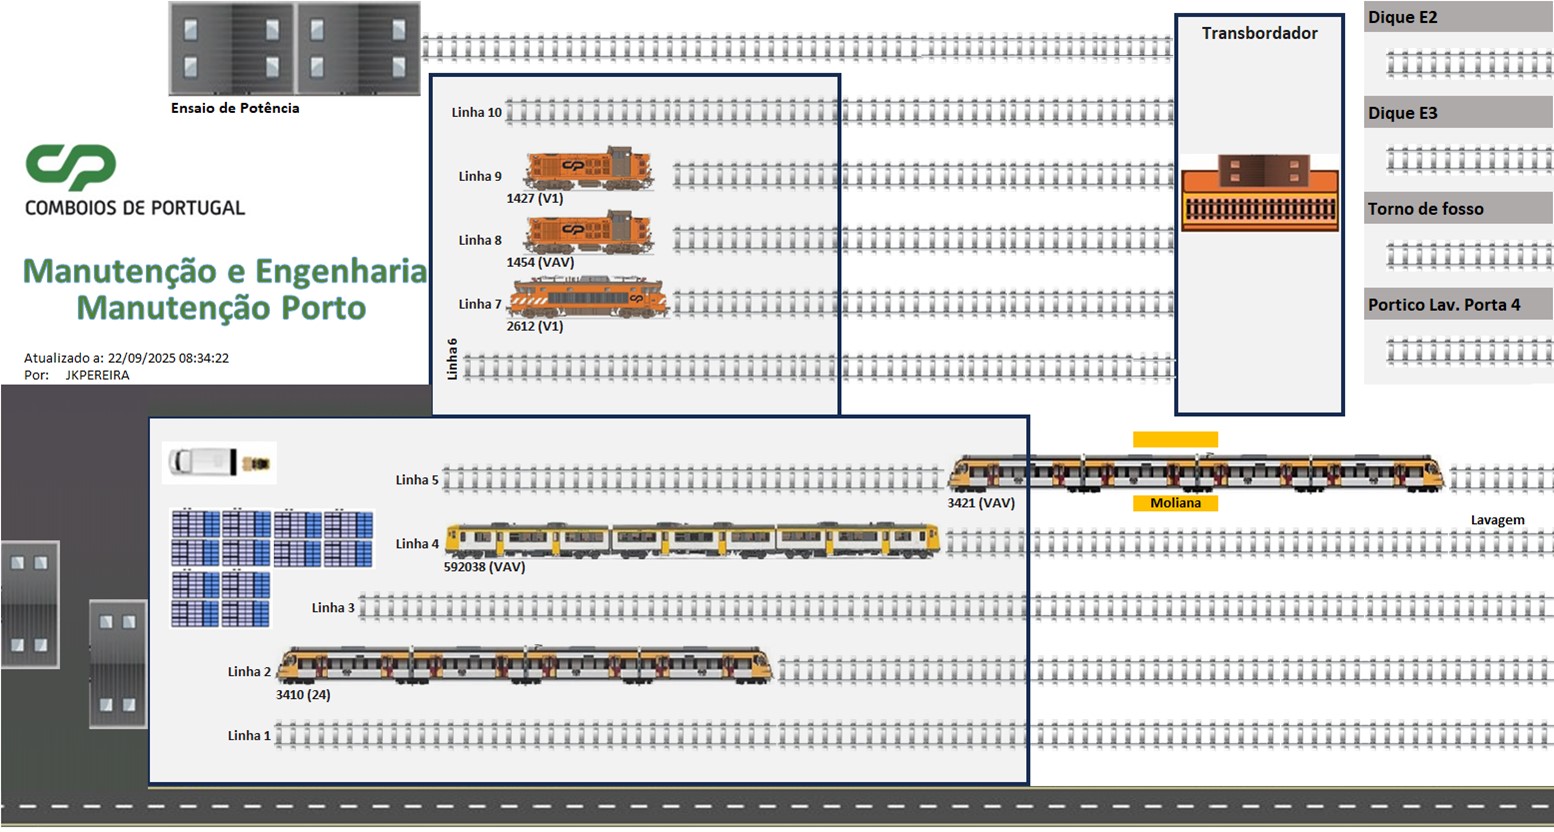 Ensaio de Potência
Transbordador
Dique E2
Dique E3
Torno de fosso
Portico Lav. Porta 4
CP
COMBOIOS DE PORTUGAL
Manutenção e Engenharia
Manutenção Porto
Atualizado a: 22/09/2025 08:34:22
Por: JKPEREIRA
Linha 10
Linha 9
1427 (V1)
Linha 8
1454 (VAV)
Linha 7
2612 (V1)
Linha6
Linha 5
3421 (VAV)
Moliana
Lavagem
Linha 4
592038 (VAV)
Linha 3
Linha 2
3410 (24)
Linha 1